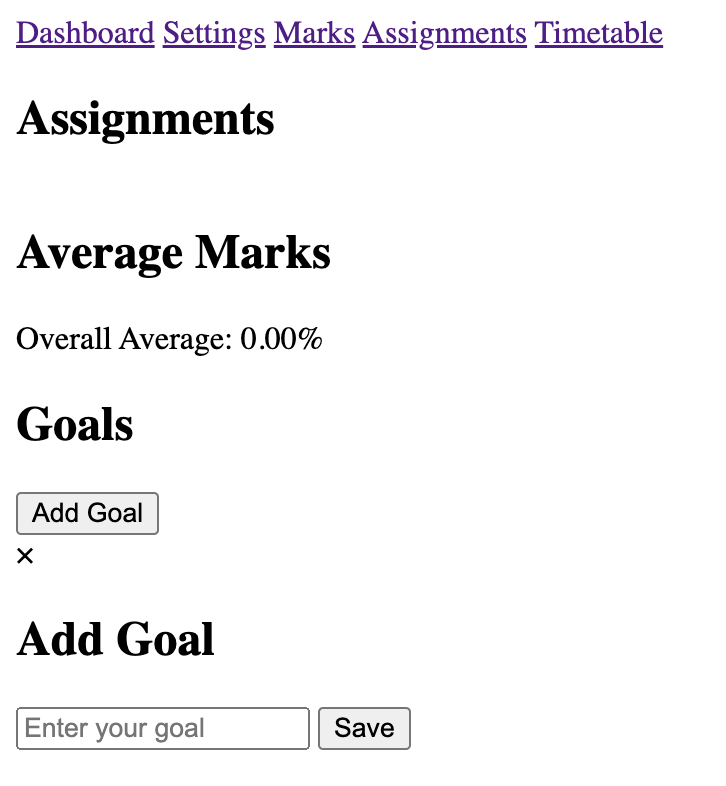 Dashboard Settings Marks Assignments Timetable
Assignments
Average Marks
Overall Average: 0.00%
Goals
Add Goal
×
Add Goal
Enter your goal Save